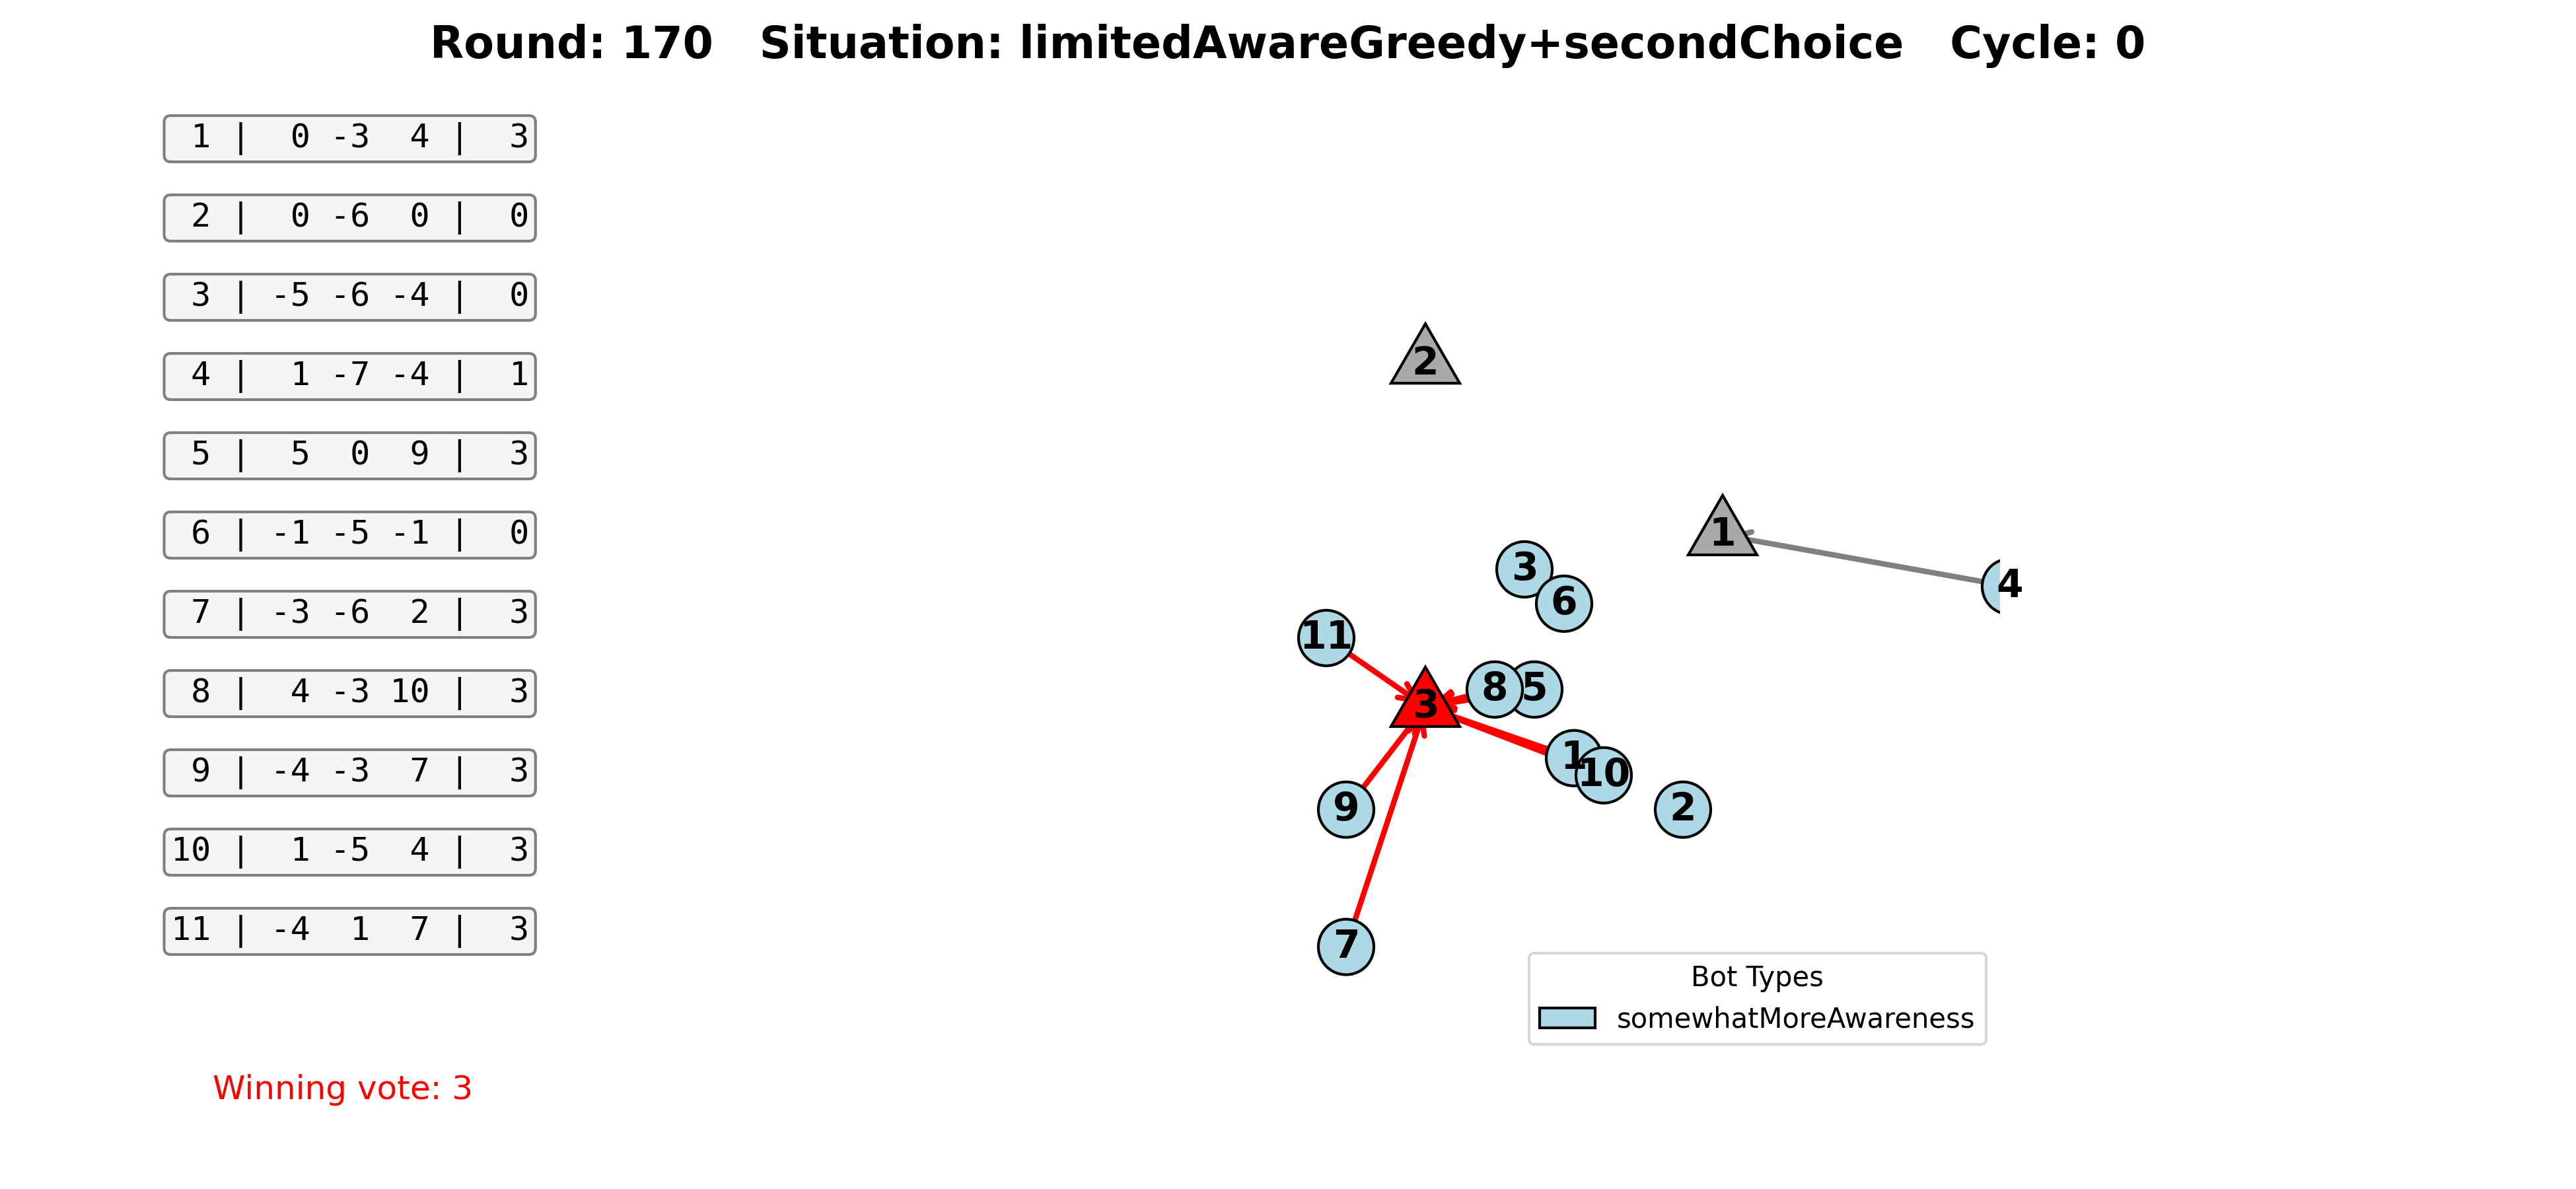 Round: 170   Situation: limitedAwareGreedy+secondChoice   Cycle: 0
1 |  0 -3  4 |  3
2 |  0 -6  0 |  0
3 | -5 -6 -4 |  0
4 |  1 -7 -4 |  1
5 |  5  0  9 |  3
6 | -1 -5 -1 |  0
7 | -3 -6  2 |  3
8 |  4 -3 10 |  3
9 | -4 -3  7 |  3
10 |  1 -5  4 |  3
11 | -4  1  7 |  3
Winning vote: 3
2
1
3
6
4
11
8
5
3
1
10
9
2
7
Bot Types
somewhatMoreAwareness